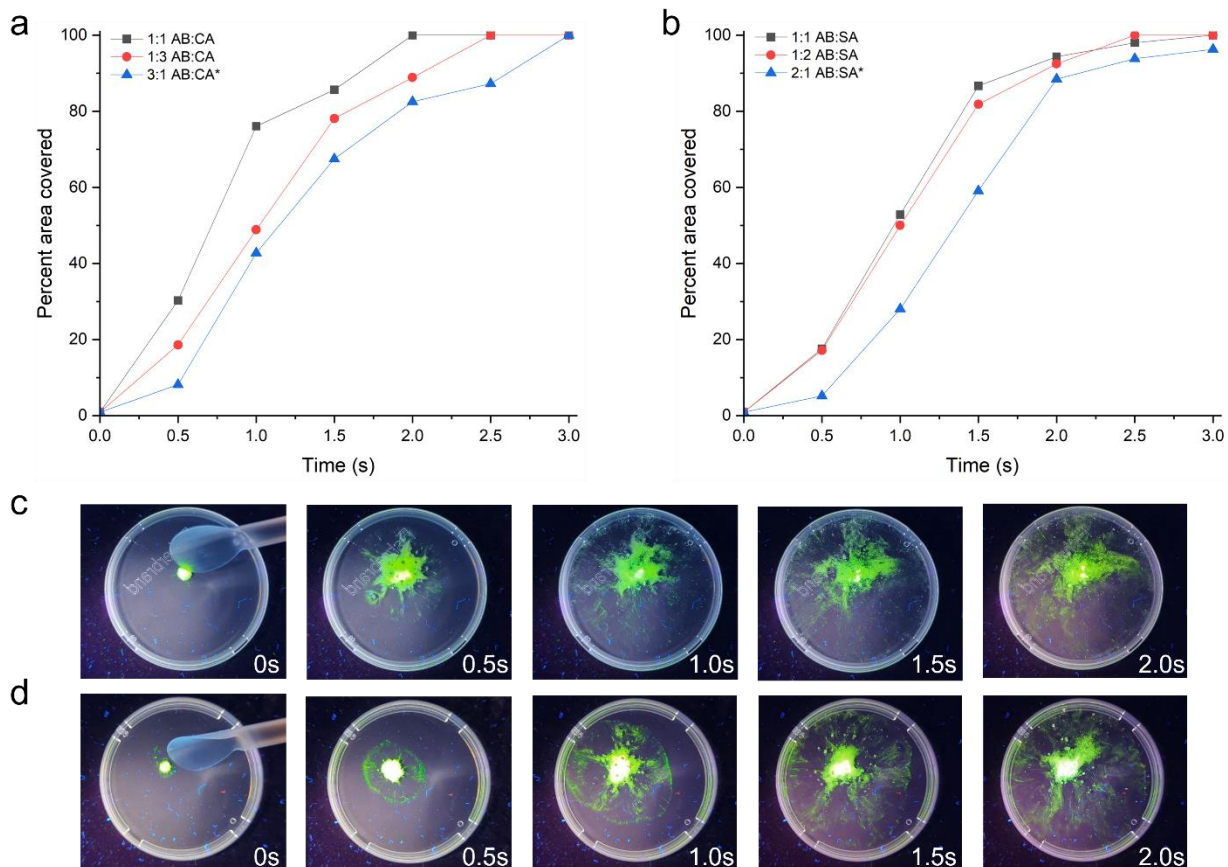 a
b
100
80
60
40
20
0
Percent area covered
1:1 AB:CA
1:3 AB:CA
3:1 AB:CA*
0.0 0.5 1.0 1.5 2.0 2.5 3.0
Time (s)
100
80
60
40
20
0
Percent area covered
1:1 AB:SA
1:2 AB:SA
2:1 AB:SA*
0.0 0.5 1.0 1.5 2.0 2.5 3.0
Time (s)
c
0s
0.5s
1.0s
1.5s
2.0s
d
0s
0.5s
1.0s
1.5s
2.0s